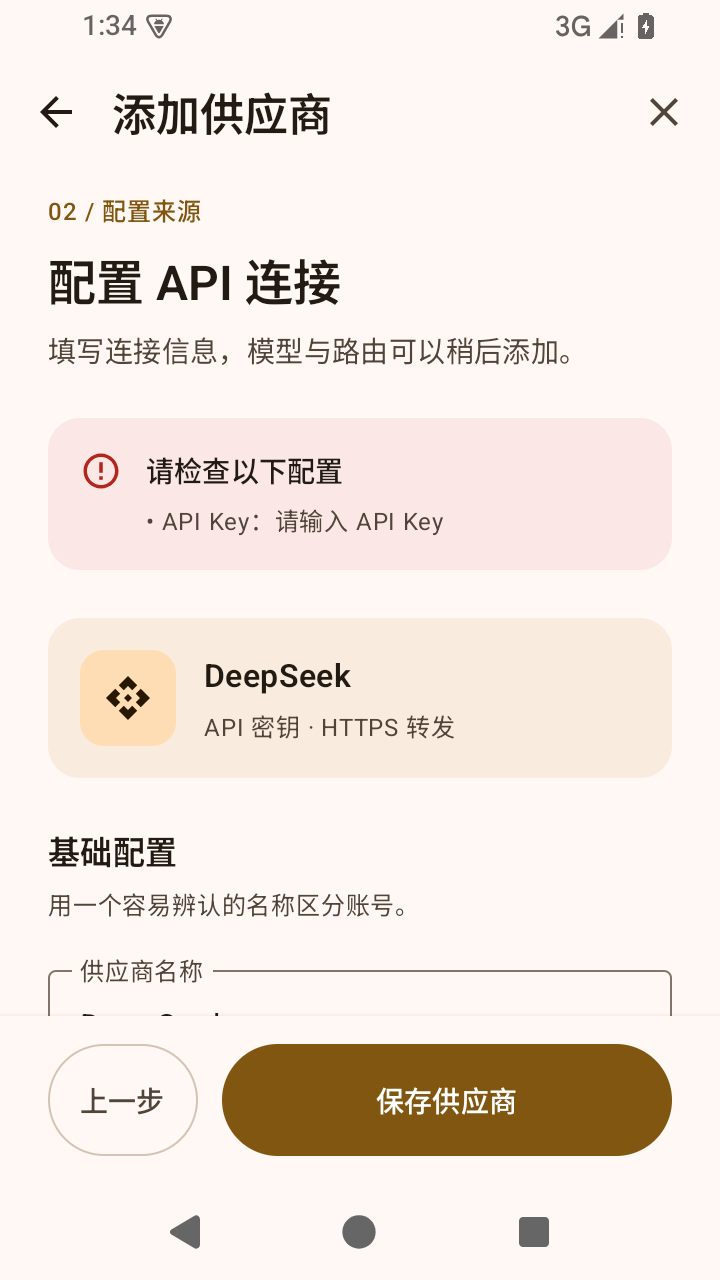 1:34
3G
添加供应商
02 / 配置来源
配置 API 连接
填写连接信息，模型与路由可以稍后添加。
请检查以下配置
• API Key：请输入 API Key
DeepSeek
API 密钥 · HTTPS 转发
基础配置
用一个容易辨认的名称区分账号。
供应商名称
上一步
保存供应商